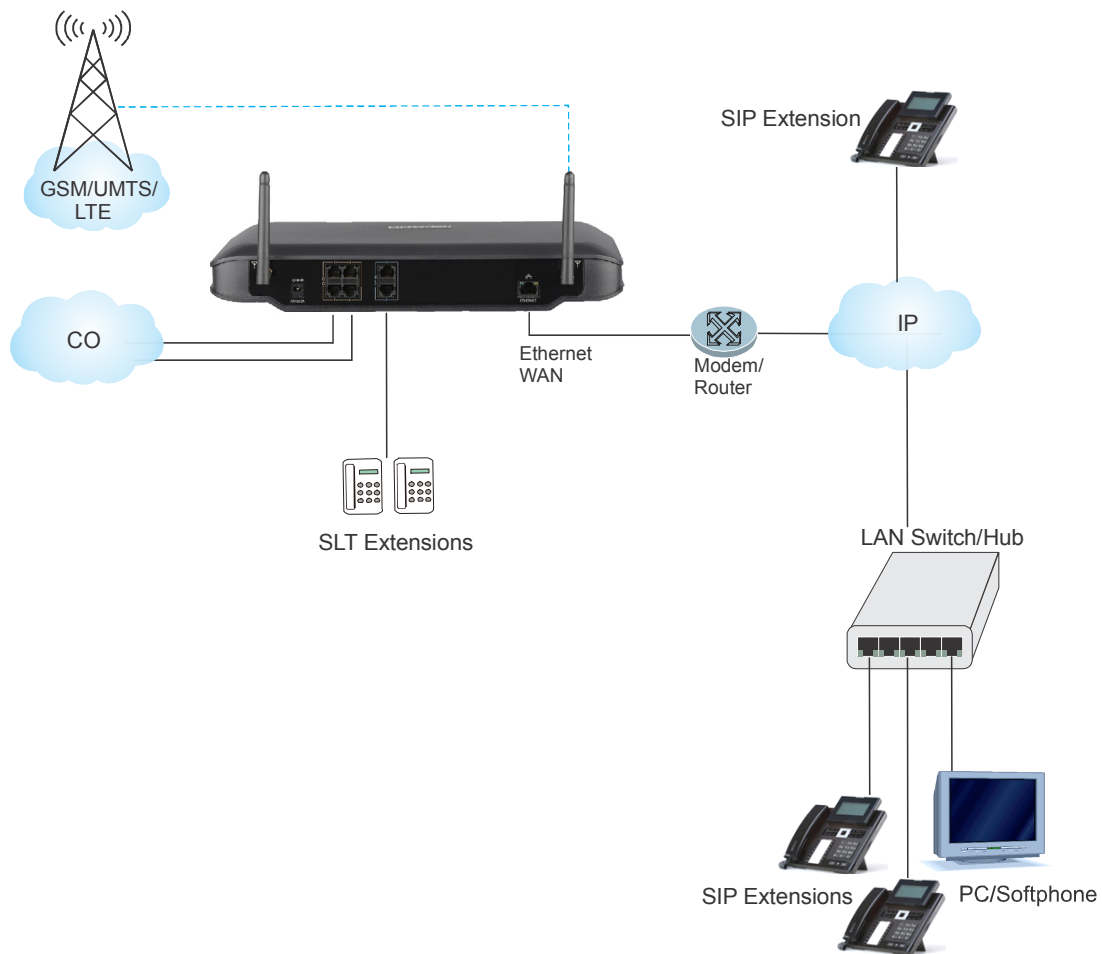 SIP Extension
GSM/UMTS/
LTE
IP
CO
Ethernet
WAN
Modem/
Router
LAN Switch/Hub
SLT Extensions
SIP Extensions
PC/Softphone
ETHERNET